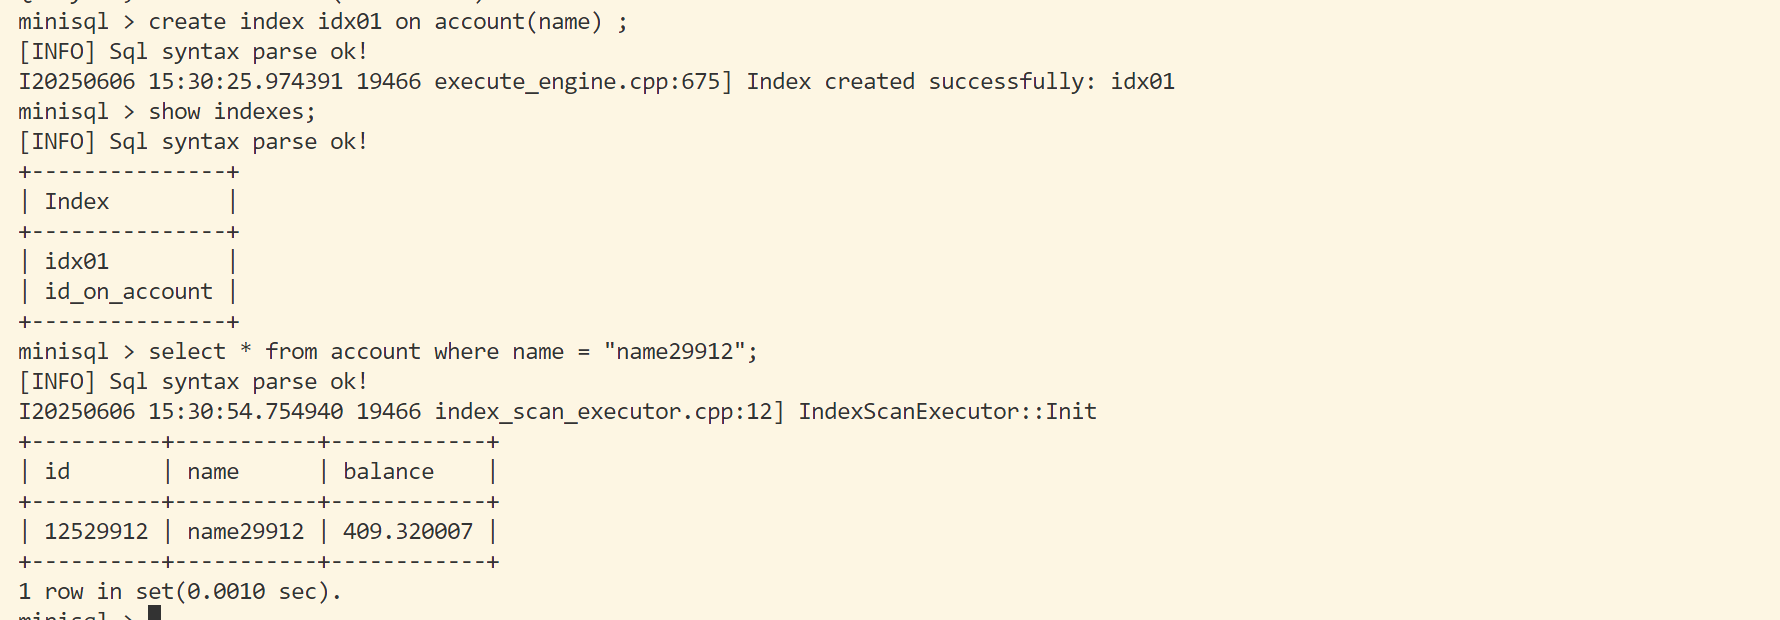 minisql > create index idx01 on account(name) ;
[INFO] Sql syntax parse ok!
I20250606 15:30:25.974391 19466 execute_engine.cpp:675] Index created successfully: idx01
minisql > show indexes;
[INFO] Sql syntax parse ok!
+---------------+
| Index         |
+---------------+
| idx01         |
| id_on_account |
+---------------+
minisql > select * from account where name = "name29912";
[INFO] Sql syntax parse ok!
I20250606 15:30:54.754940 19466 index_scan_executor.cpp:12] IndexScanExecutor::Init
+----------+-----------+------------+
| id       | name      | balance    |
+----------+-----------+------------+
| 12529912 | name29912 | 409.320007 |
+----------+-----------+------------+
1 row in set(0.0010 sec).
minisql >